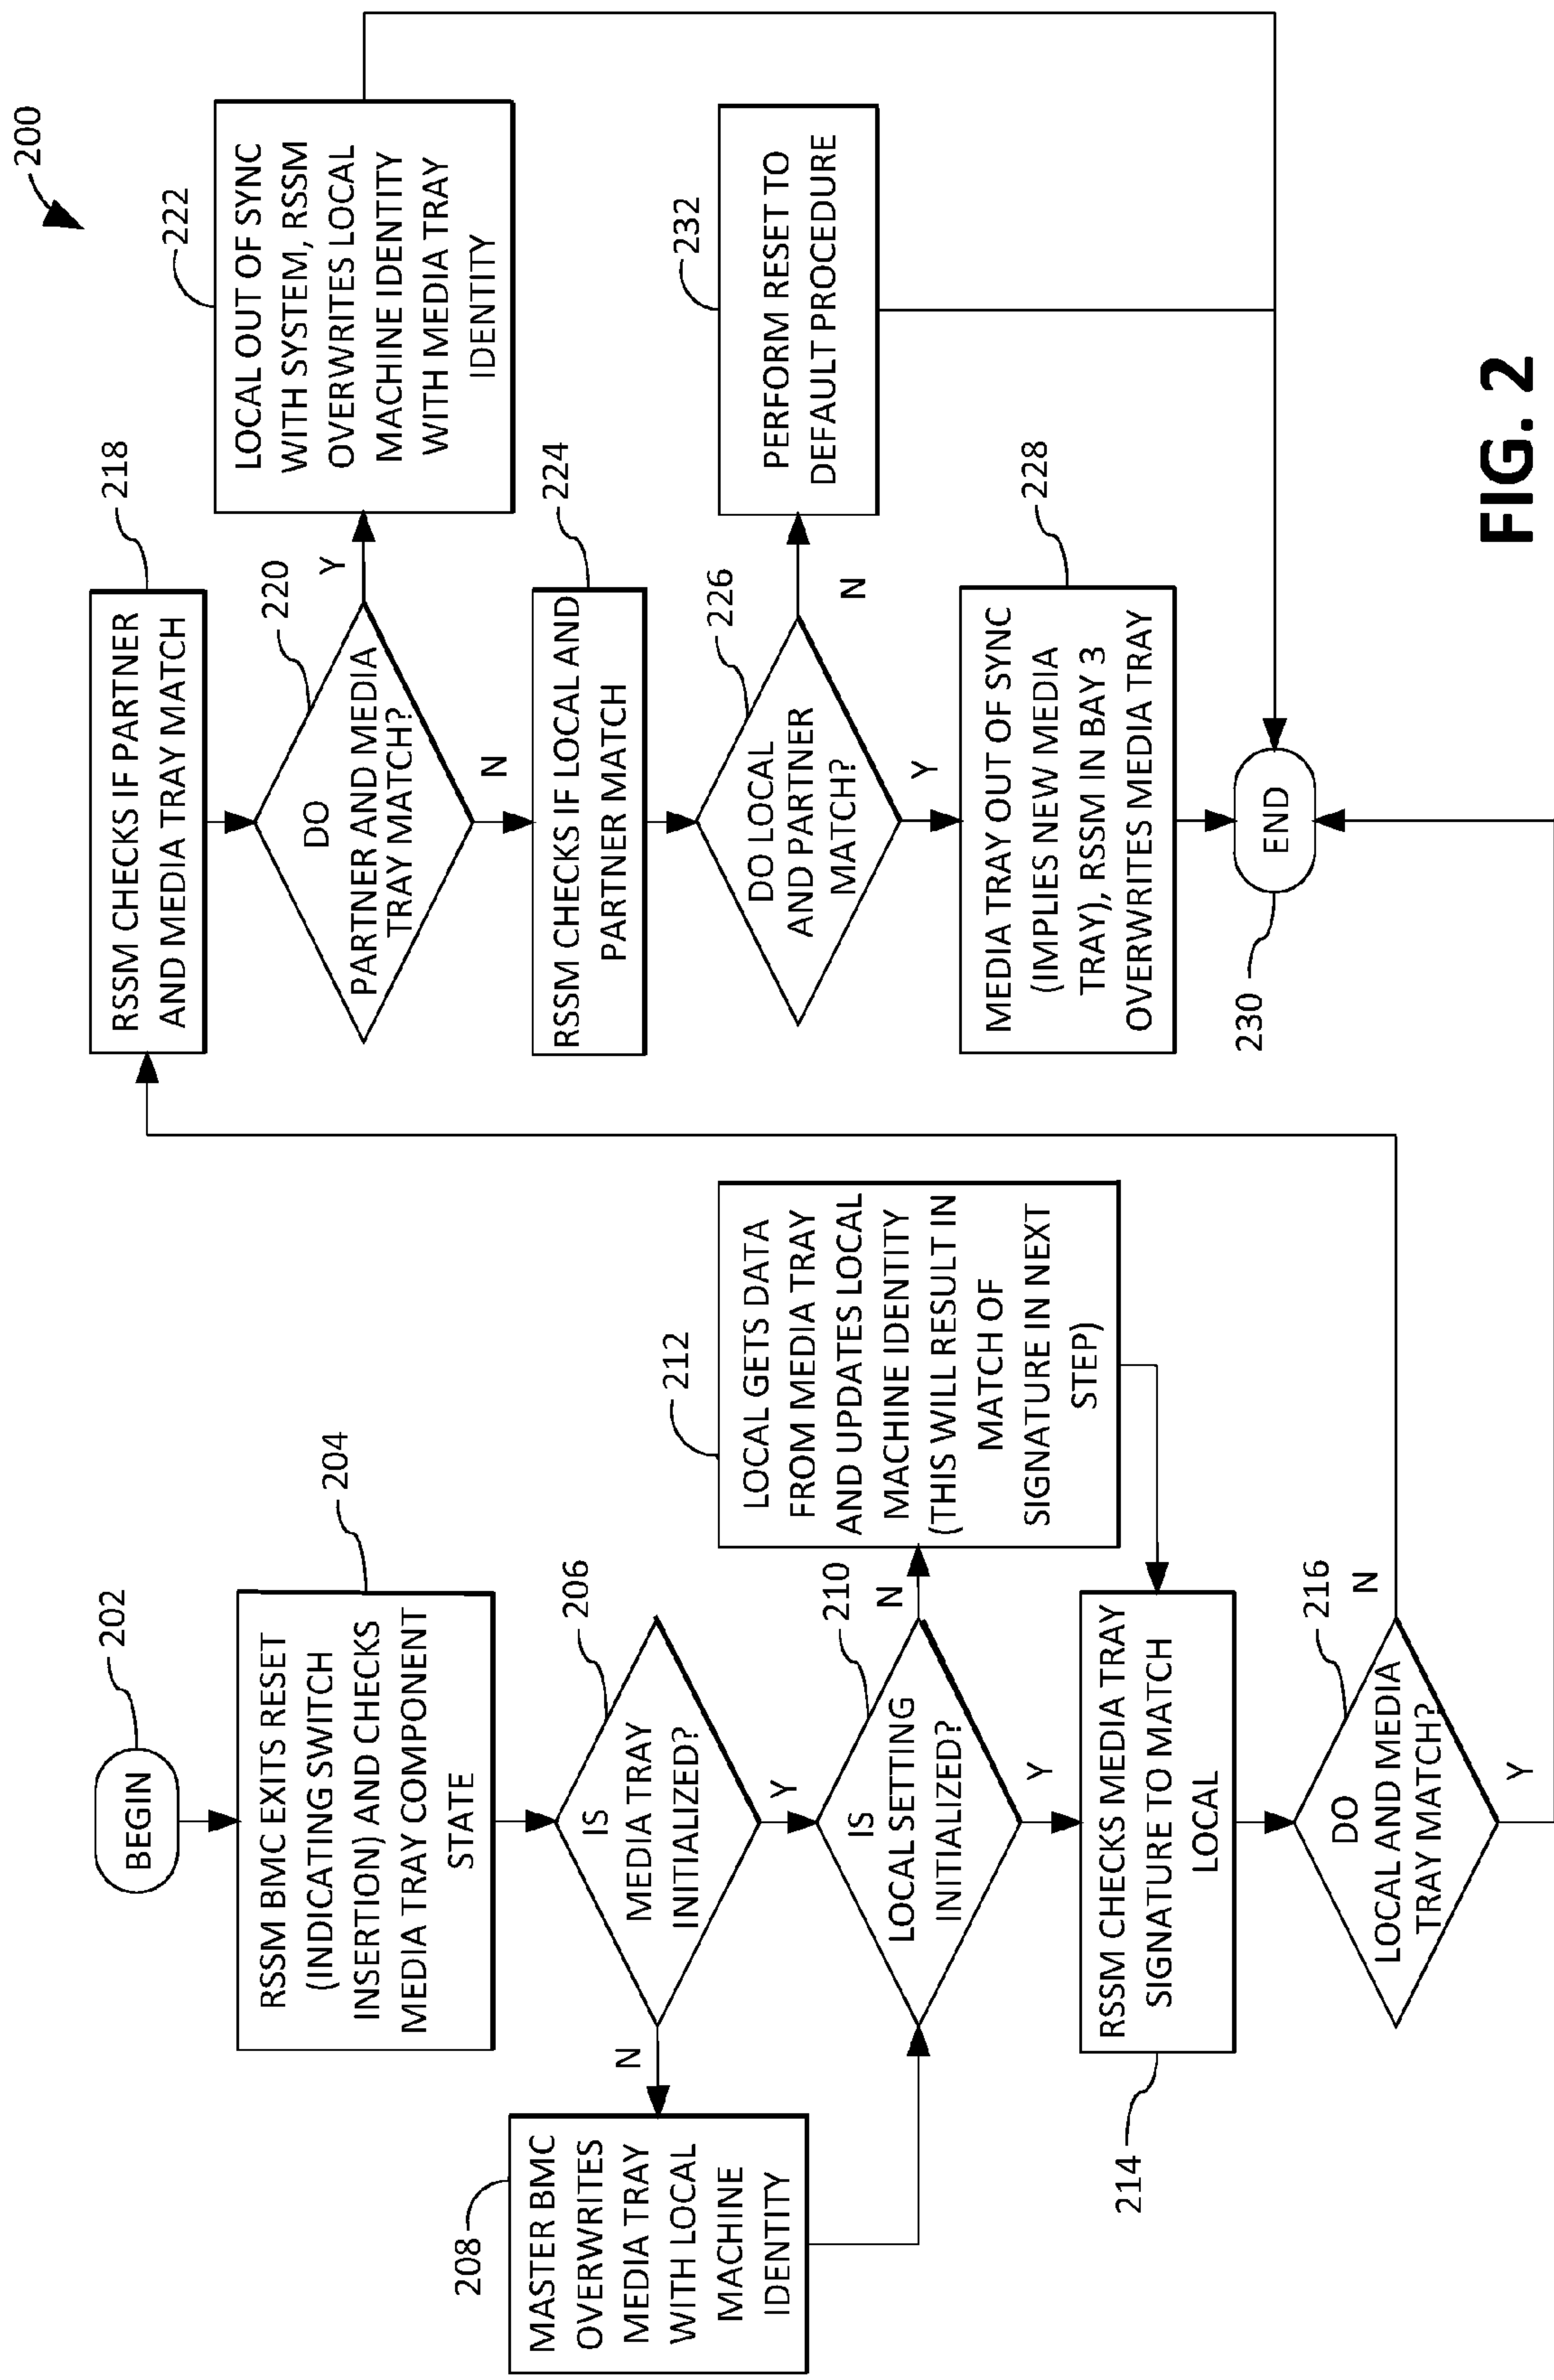 200
BEGIN
202
RSSM BMC EXITS RESET
(INDICATING SWITCH
INSERTION) AND CHECKS
MEDIA TRAY COMPONENT
STATE
204
IS
MEDIA TRAY
INITIALIZED?
206
N
Y
MASTER BMC
OVERWRITES
MEDIA TRAY
WITH LOCAL
MACHINE
IDENTITY
208
IS
LOCAL SETTING
INITIALIZED?
210
N
Y
LOCAL GETS DATA
FROM MEDIA TRAY
AND UPDATES LOCAL
MACHINE IDENTITY
(THIS WILL RESULT IN
MATCH OF
SIGNATURE IN NEXT
STEP)
212
RSSM CHECKS MEDIA TRAY
SIGNATURE TO MATCH
LOCAL
214
DO
LOCAL AND MEDIA
TRAY MATCH?
216
N
Y
RSSM CHECKS IF PARTNER
AND MEDIA TRAY MATCH
218
DO
PARTNER AND MEDIA
TRAY MATCH?
220
Y
N
LOCAL OUT OF SYNC
WITH SYSTEM, RSSM
OVERWRITES LOCAL
MACHINE IDENTITY
WITH MEDIA TRAY
IDENTITY
222
RSSM CHECKS IF LOCAL AND
PARTNER MATCH
224
DO LOCAL
AND PARTNER
MATCH?
226
N
Y
PERFORM RESET TO
DEFAULT PROCEDURE
232
MEDIA TRAY OUT OF SYNC
(IMPLIES NEW MEDIA
TRAY), RSSM IN BAY 3
OVERWRITES MEDIA TRAY
228
END
230
FIG. 2